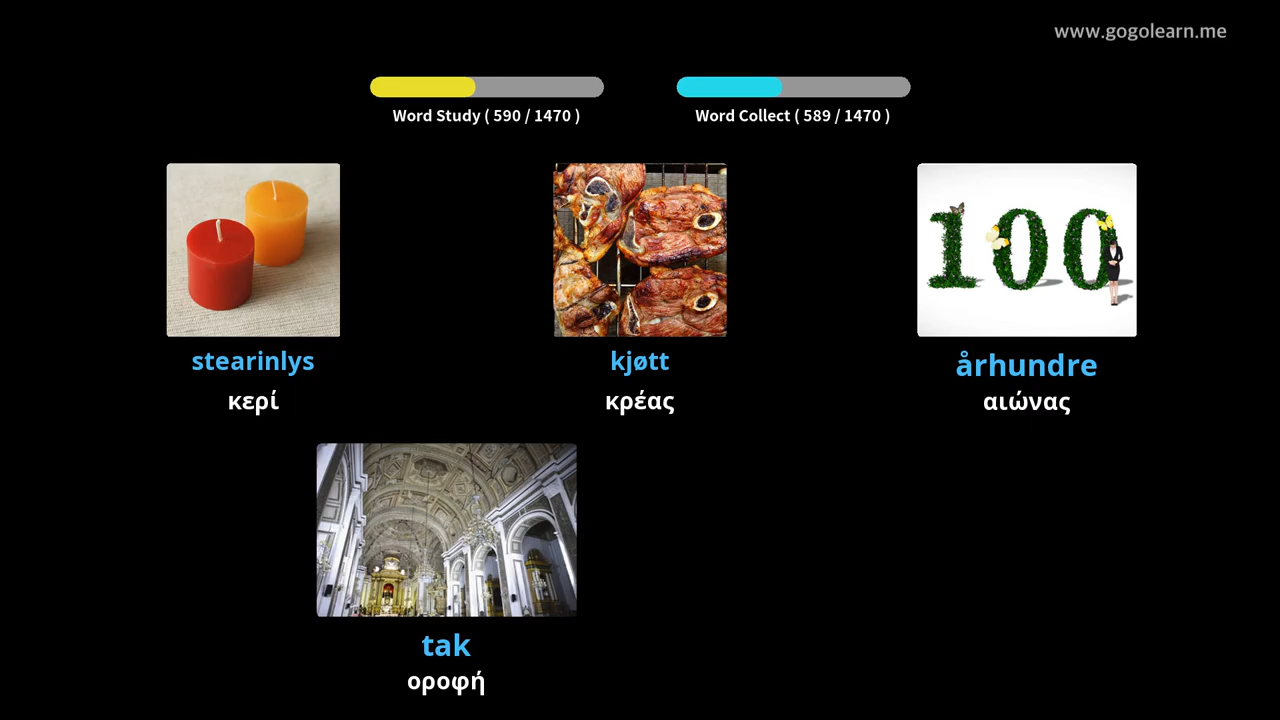 www.gogolearn.me
Word Study ( 590 / 1470 )
Word Collect ( 589 / 1470 )
stearinlys
κερί
kjøtt
κρέας
100
århundre
αιώνας
tak
οροφή